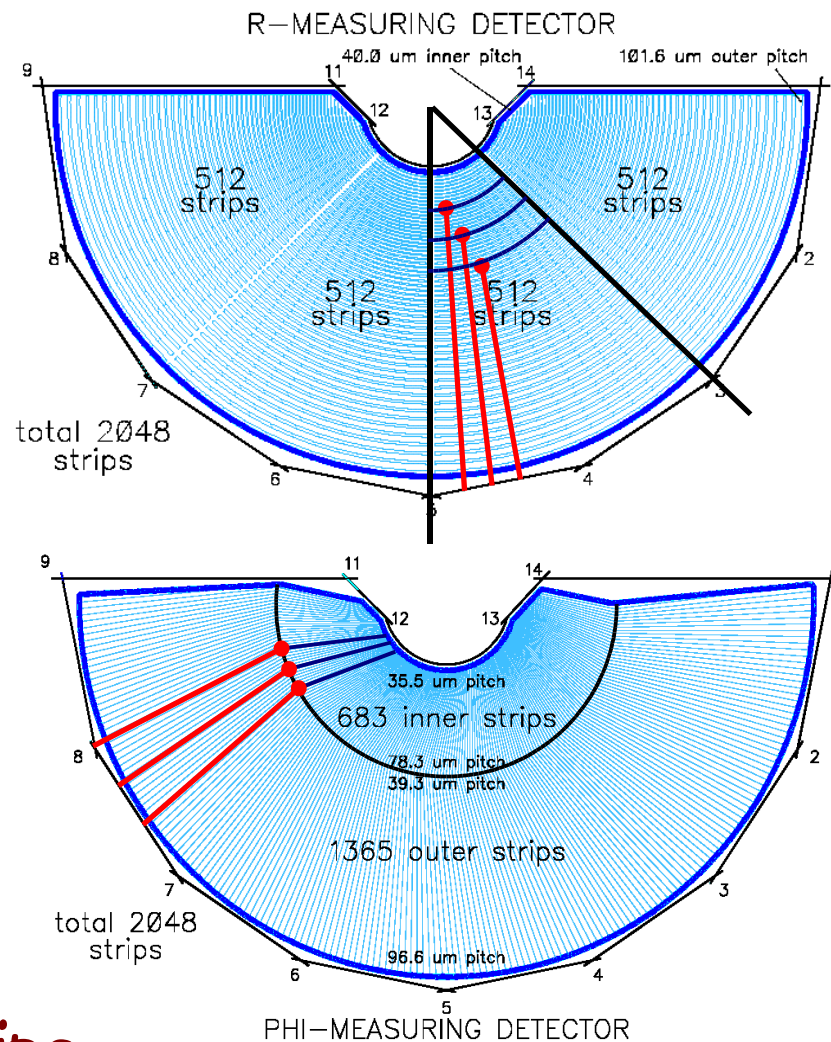 R-MEASURING DETECTOR
40.0 um inner pitch
101.6 um outer pitch
9
11
14
12
13
512
strips
512
strips
512
strips
512
strips
8
2
7
3
total 2048
strips
6
4
5
9
11
14
12
13
35.5 um pitch
683 inner strips
78.3 um pitch
39.3 um pitch
8
2
1365 outer strips
7
3
total 2048
strips
96.6 um pitch
6
4
5
PHI-MEASURING DETECTOR